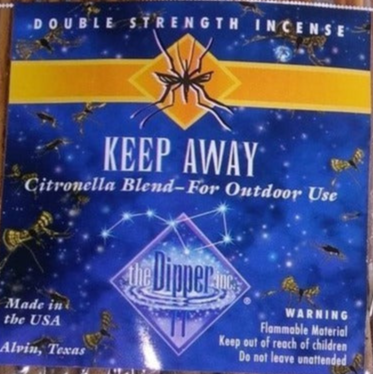 DOUBLE STRENGTH INCENSE
KEEP AWAY
Citronella Blend–For Outdoor Use
the Dipper, inc.
®
Made in
the USA
Alvin, Texas
WARNING
Flammable Material
Keep out of reach of children
Do not leave unattended